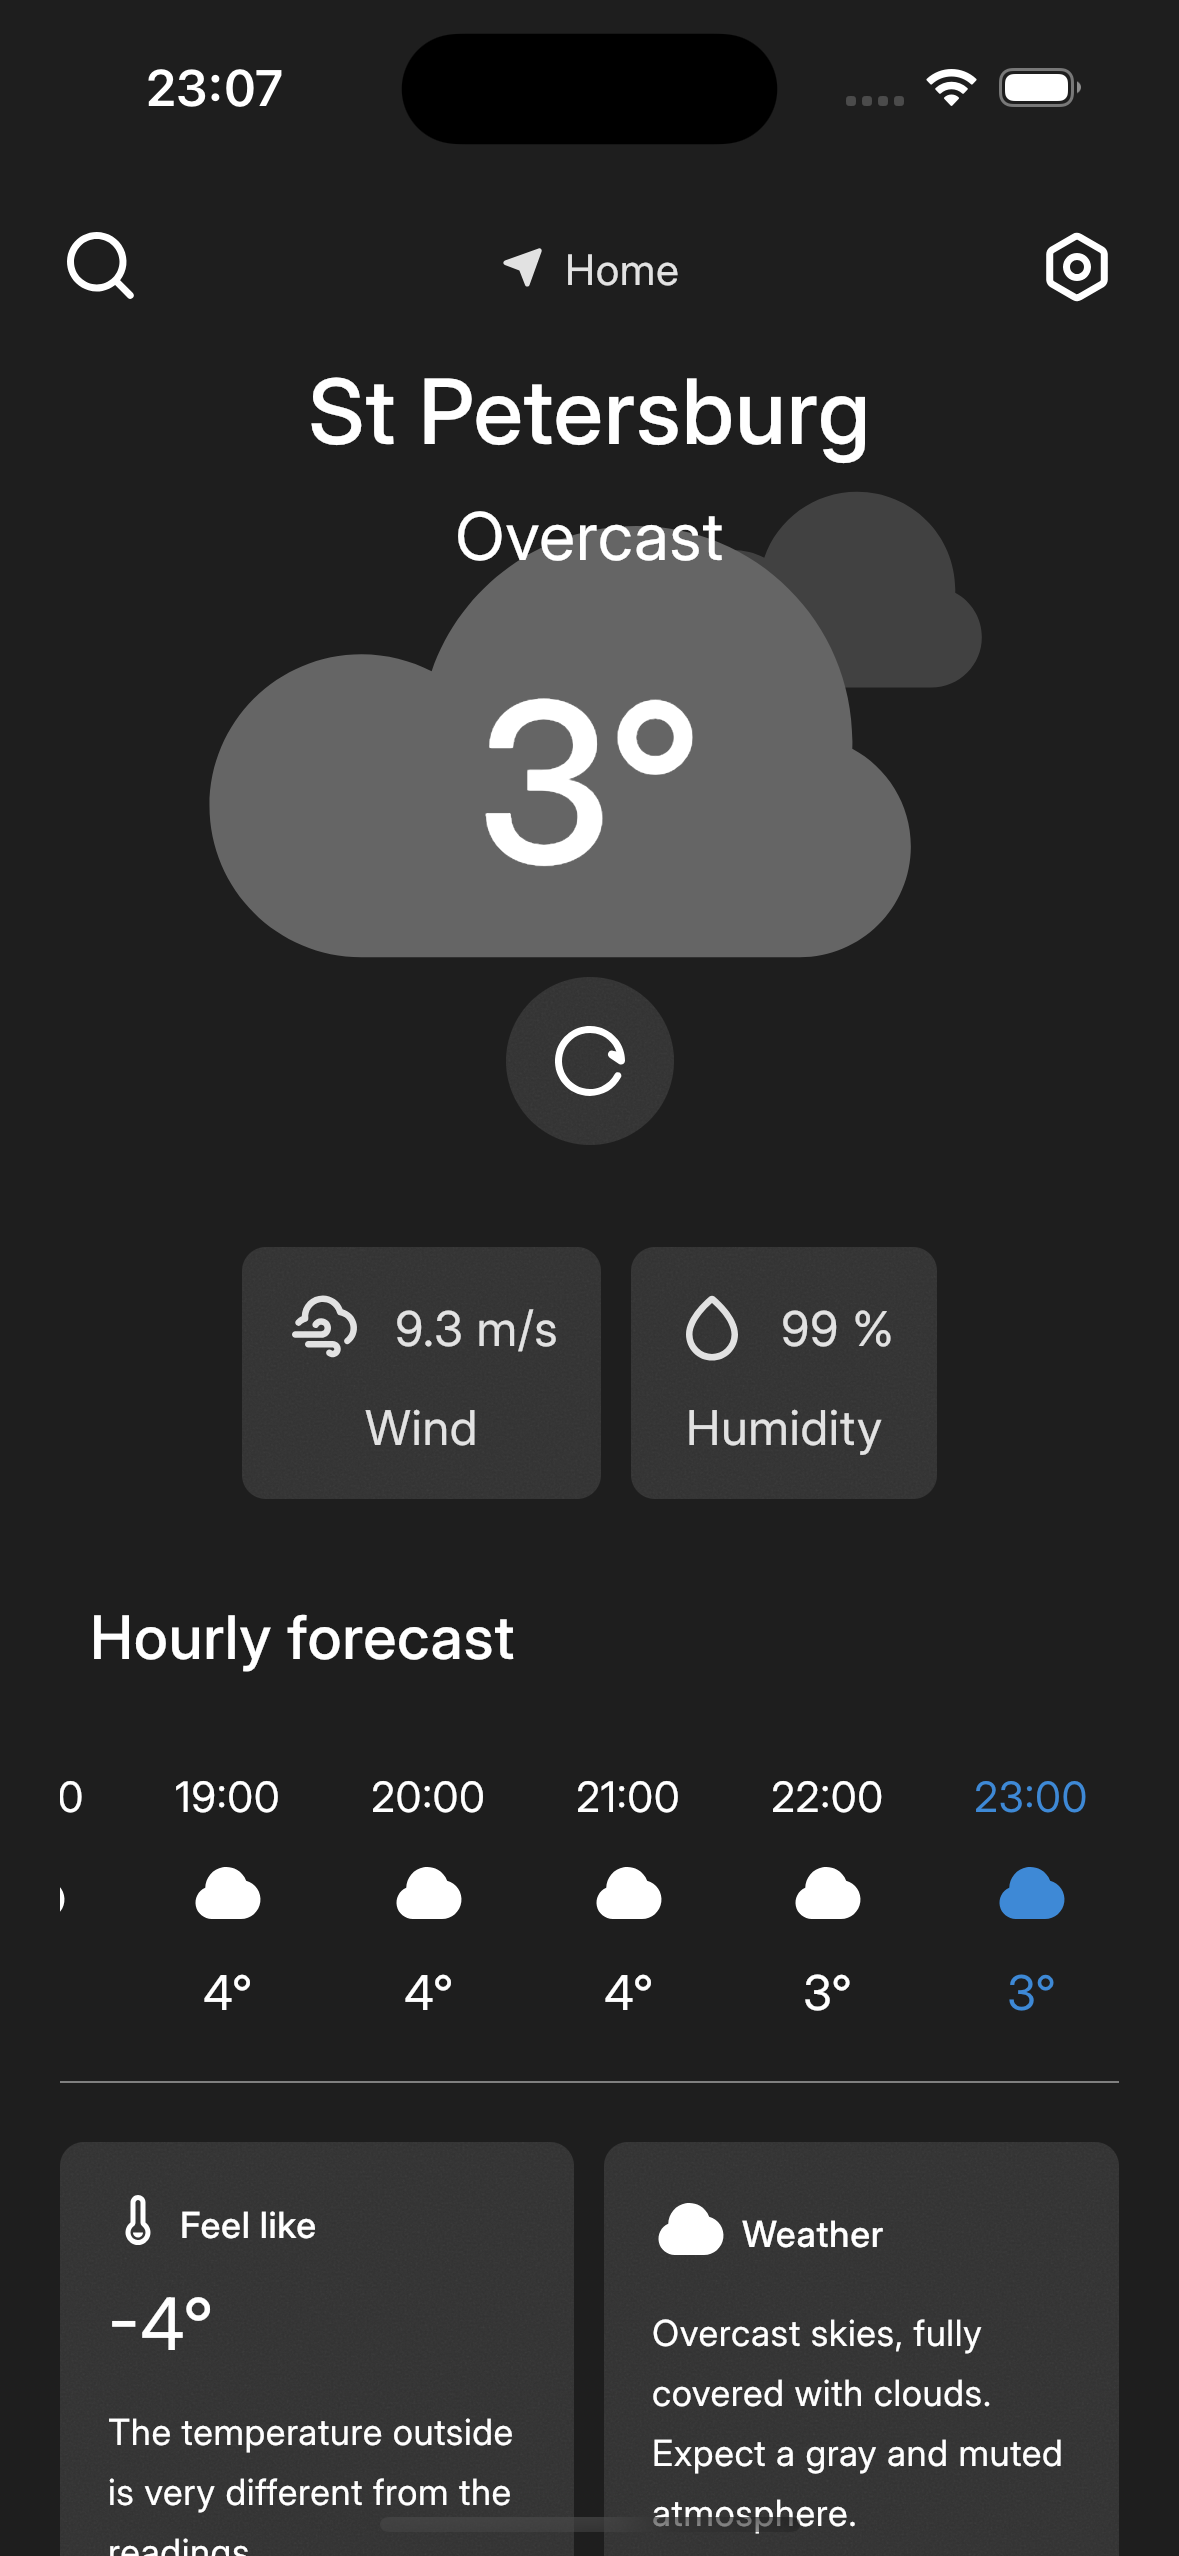 23:07
Home
St Petersburg
Overcast
3°
9.3 m/s
99 %
Wind
Humidity
Hourly forecast
0 19:00 20:00 21:00 22:00 23:00
4° 4° 4° 3° 3°
Feel like
-4°
The temperature outside
is very different from the
readings
Weather
Overcast skies, fully
covered with clouds.
Expect a gray and muted
atmosphere.